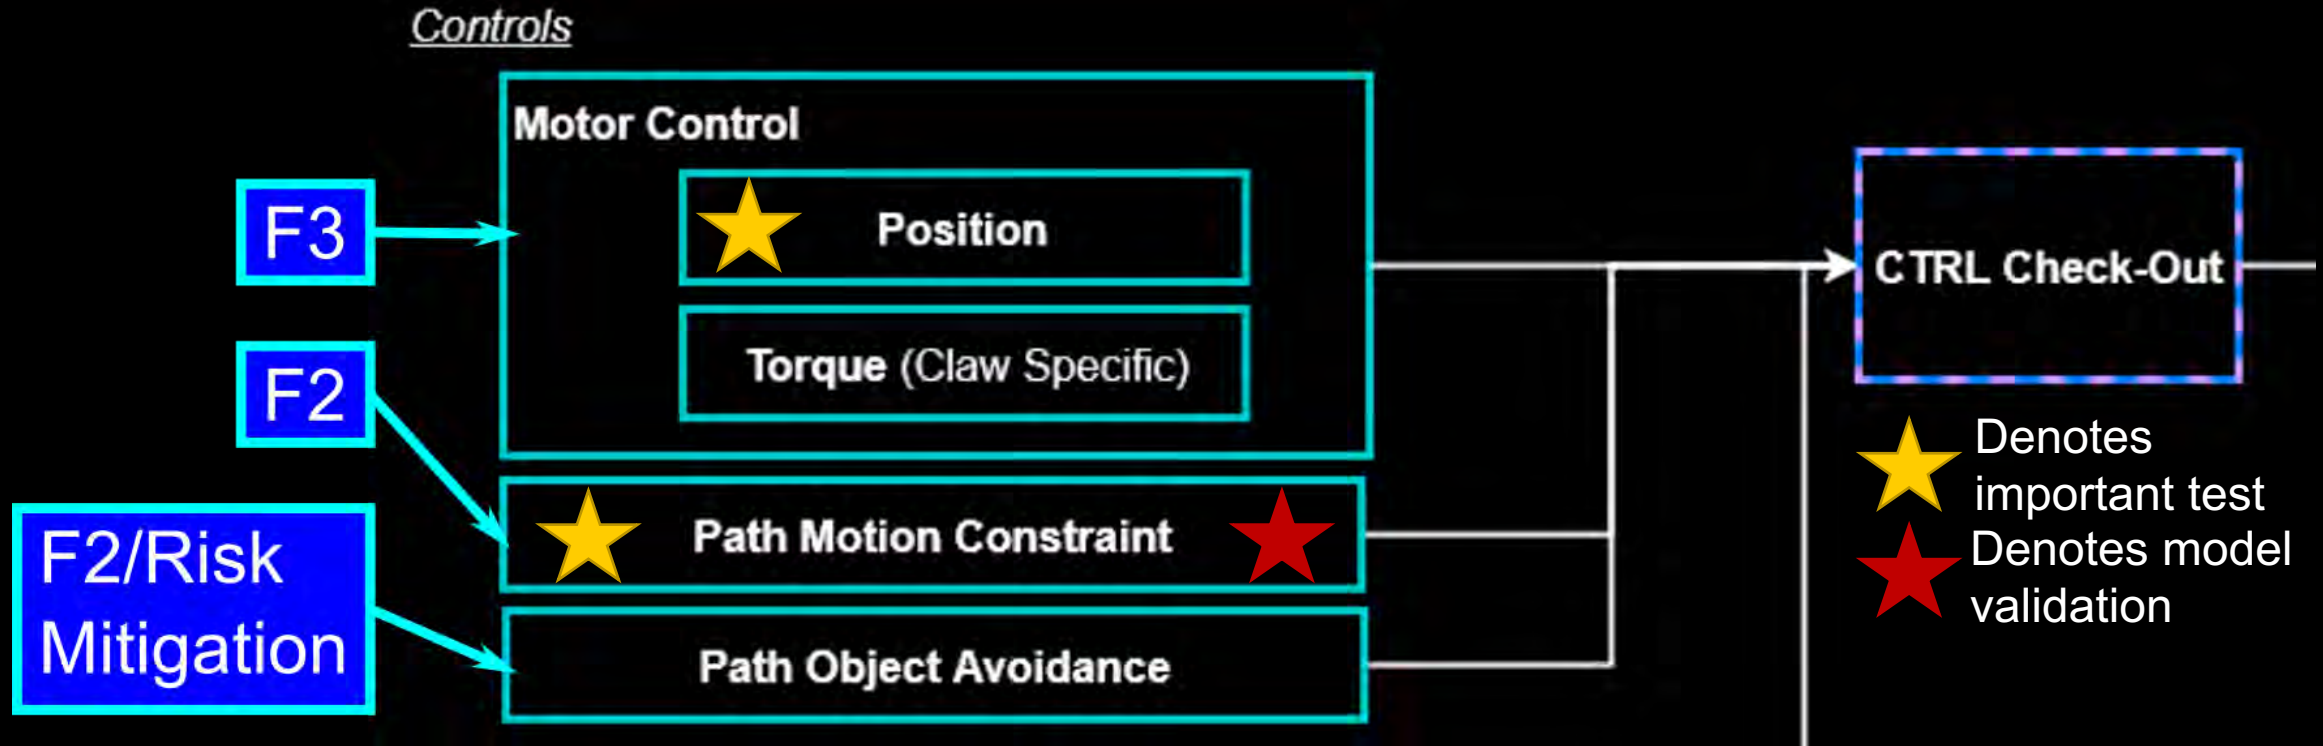 Controls
Motor Control
F3
Position
Torque (Claw Specific)
F2
Path Motion Constraint
F2/Risk
Mitigation
Path Object Avoidance
CTRL Check-Out
Denotes
important test
Denotes model
validation